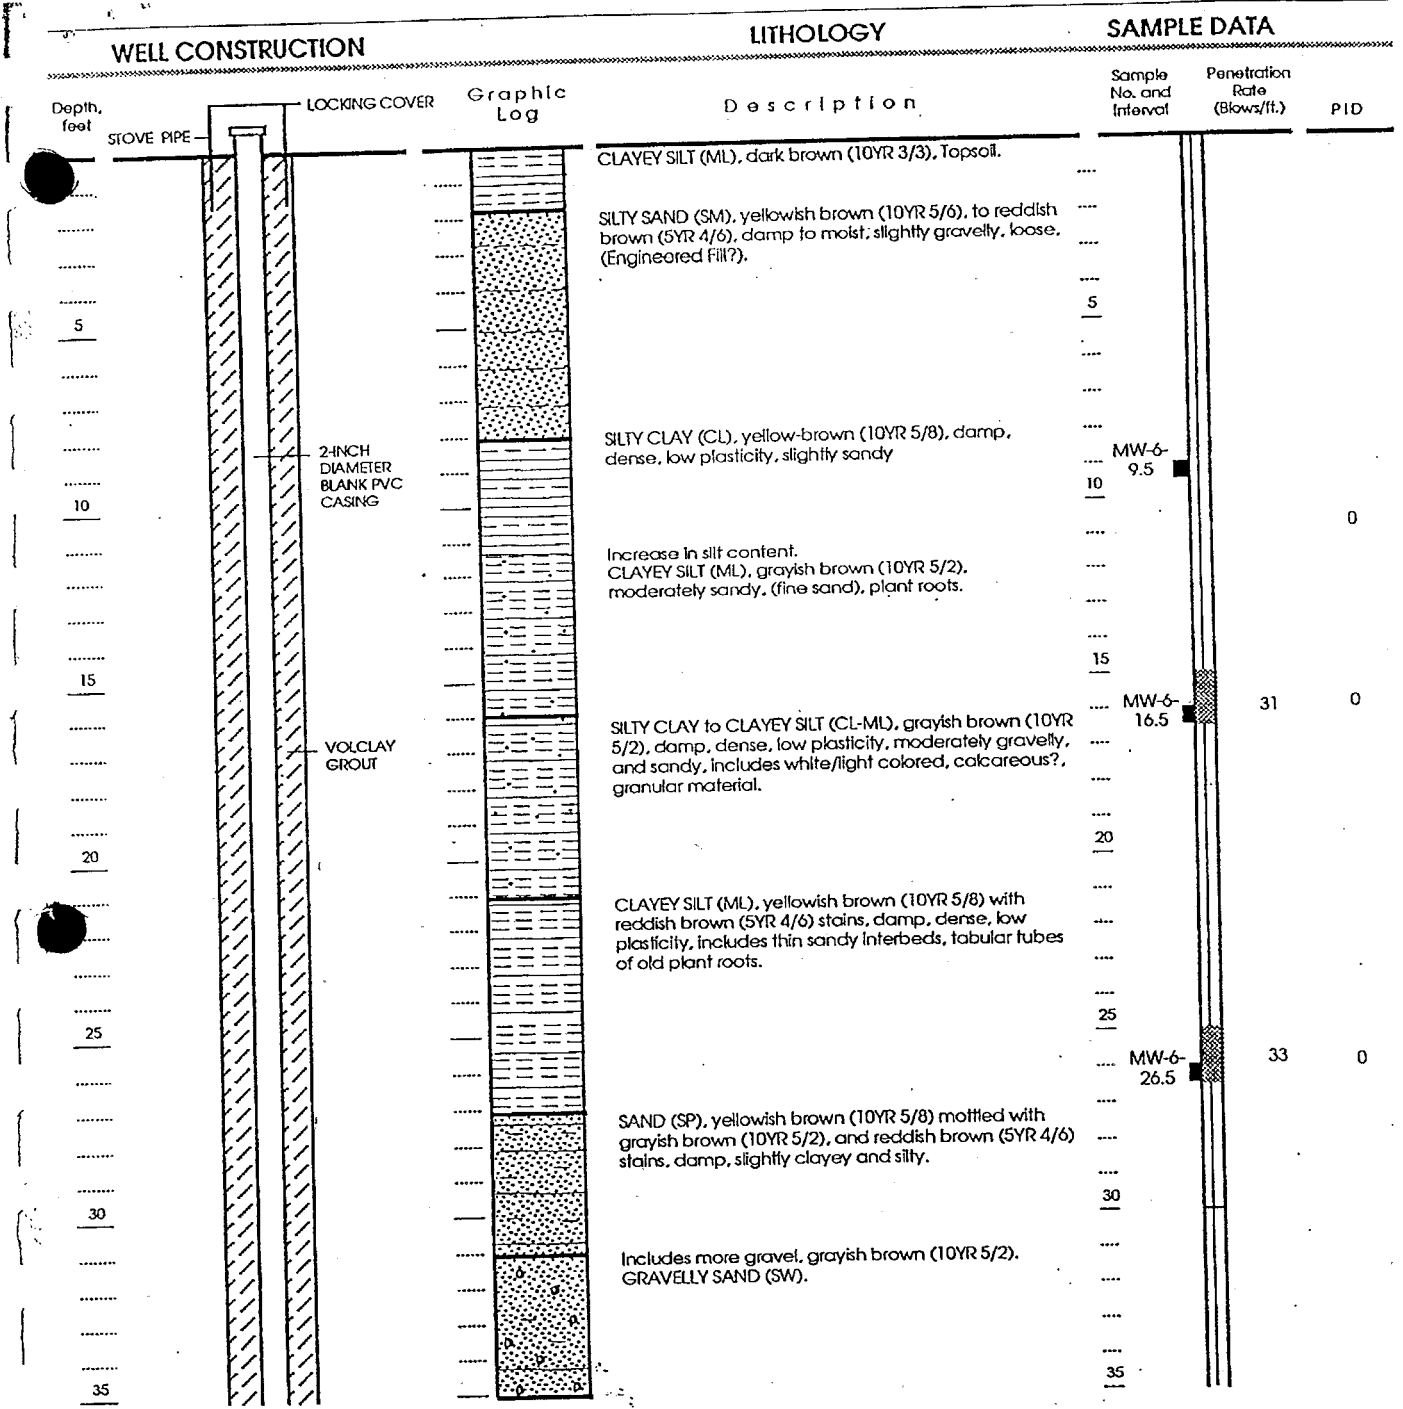 WELL CONSTRUCTION
LITHOLOGY
SAMPLE DATA
Depth,
feet
STOVE PIPE
LOCKING COVER
Graphic
Log
Description
Sample
No. and
Interval
Penetration
Rate
(Blows/ft.)
PID
CLAYEY SILT (ML), dark brown (10YR 3/3), Topsoil.
SILTY SAND (SM), yellowish brown (10YR 5/6), to reddish
brown (5YR 4/6), damp to moist, slightly gravelly, loose,
(Engineered Fill?).
5
5
SILTY CLAY (CL), yellow-brown (10YR 5/8), damp,
dense, low plasticity, slightly sandy
2-INCH
DIAMETER
BLANK PVC
CASING
MW-6-
9.5
10
10
0
Increase in silt content.
CLAYEY SILT (ML), grayish brown (10YR 5/2),
moderately sandy, (fine sand), plant roots.
15
15
MW-6-
16.5
31
0
SILTY CLAY to CLAYEY SILT (CL-ML), grayish brown (10YR
5/2), damp, dense, low plasticity, moderately gravelly,
and sandy, includes white/light colored, calcareous?,
granular material.
VOLCLAY
GROUT
20
20
CLAYEY SILT (ML), yellowish brown (10YR 5/8) with
reddish brown (5YR 4/6) stains, damp, dense, low
plasticity, includes thin sandy interbeds, tabular tubes
of old plant roots.
25
25
MW-6-
26.5
33
0
SAND (SP), yellowish brown (10YR 5/8) mottled with
grayish brown (10YR 5/2), and reddish brown (5YR 4/6)
stains, damp, slightly clayey and silty.
30
30
Includes more gravel, grayish brown (10YR 5/2).
GRAVELLY SAND (SW).
35
35